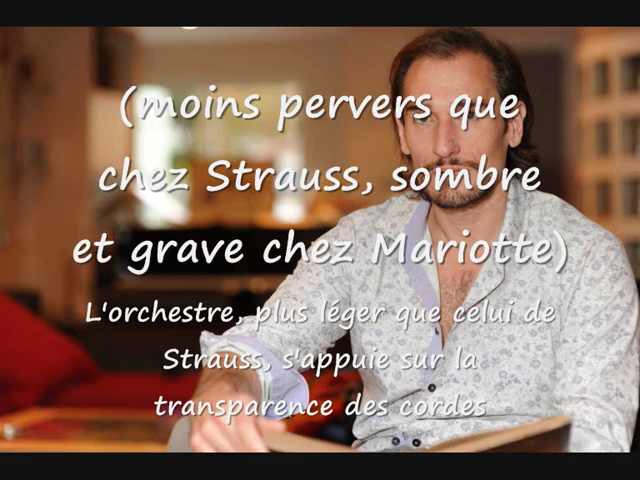 (moins pervers que
chez Strauss, sombre
et grave chez Mariotte)
L'orchestre, plus léger que celui de
Strauss, s'appuie sur la
transparence des cordes